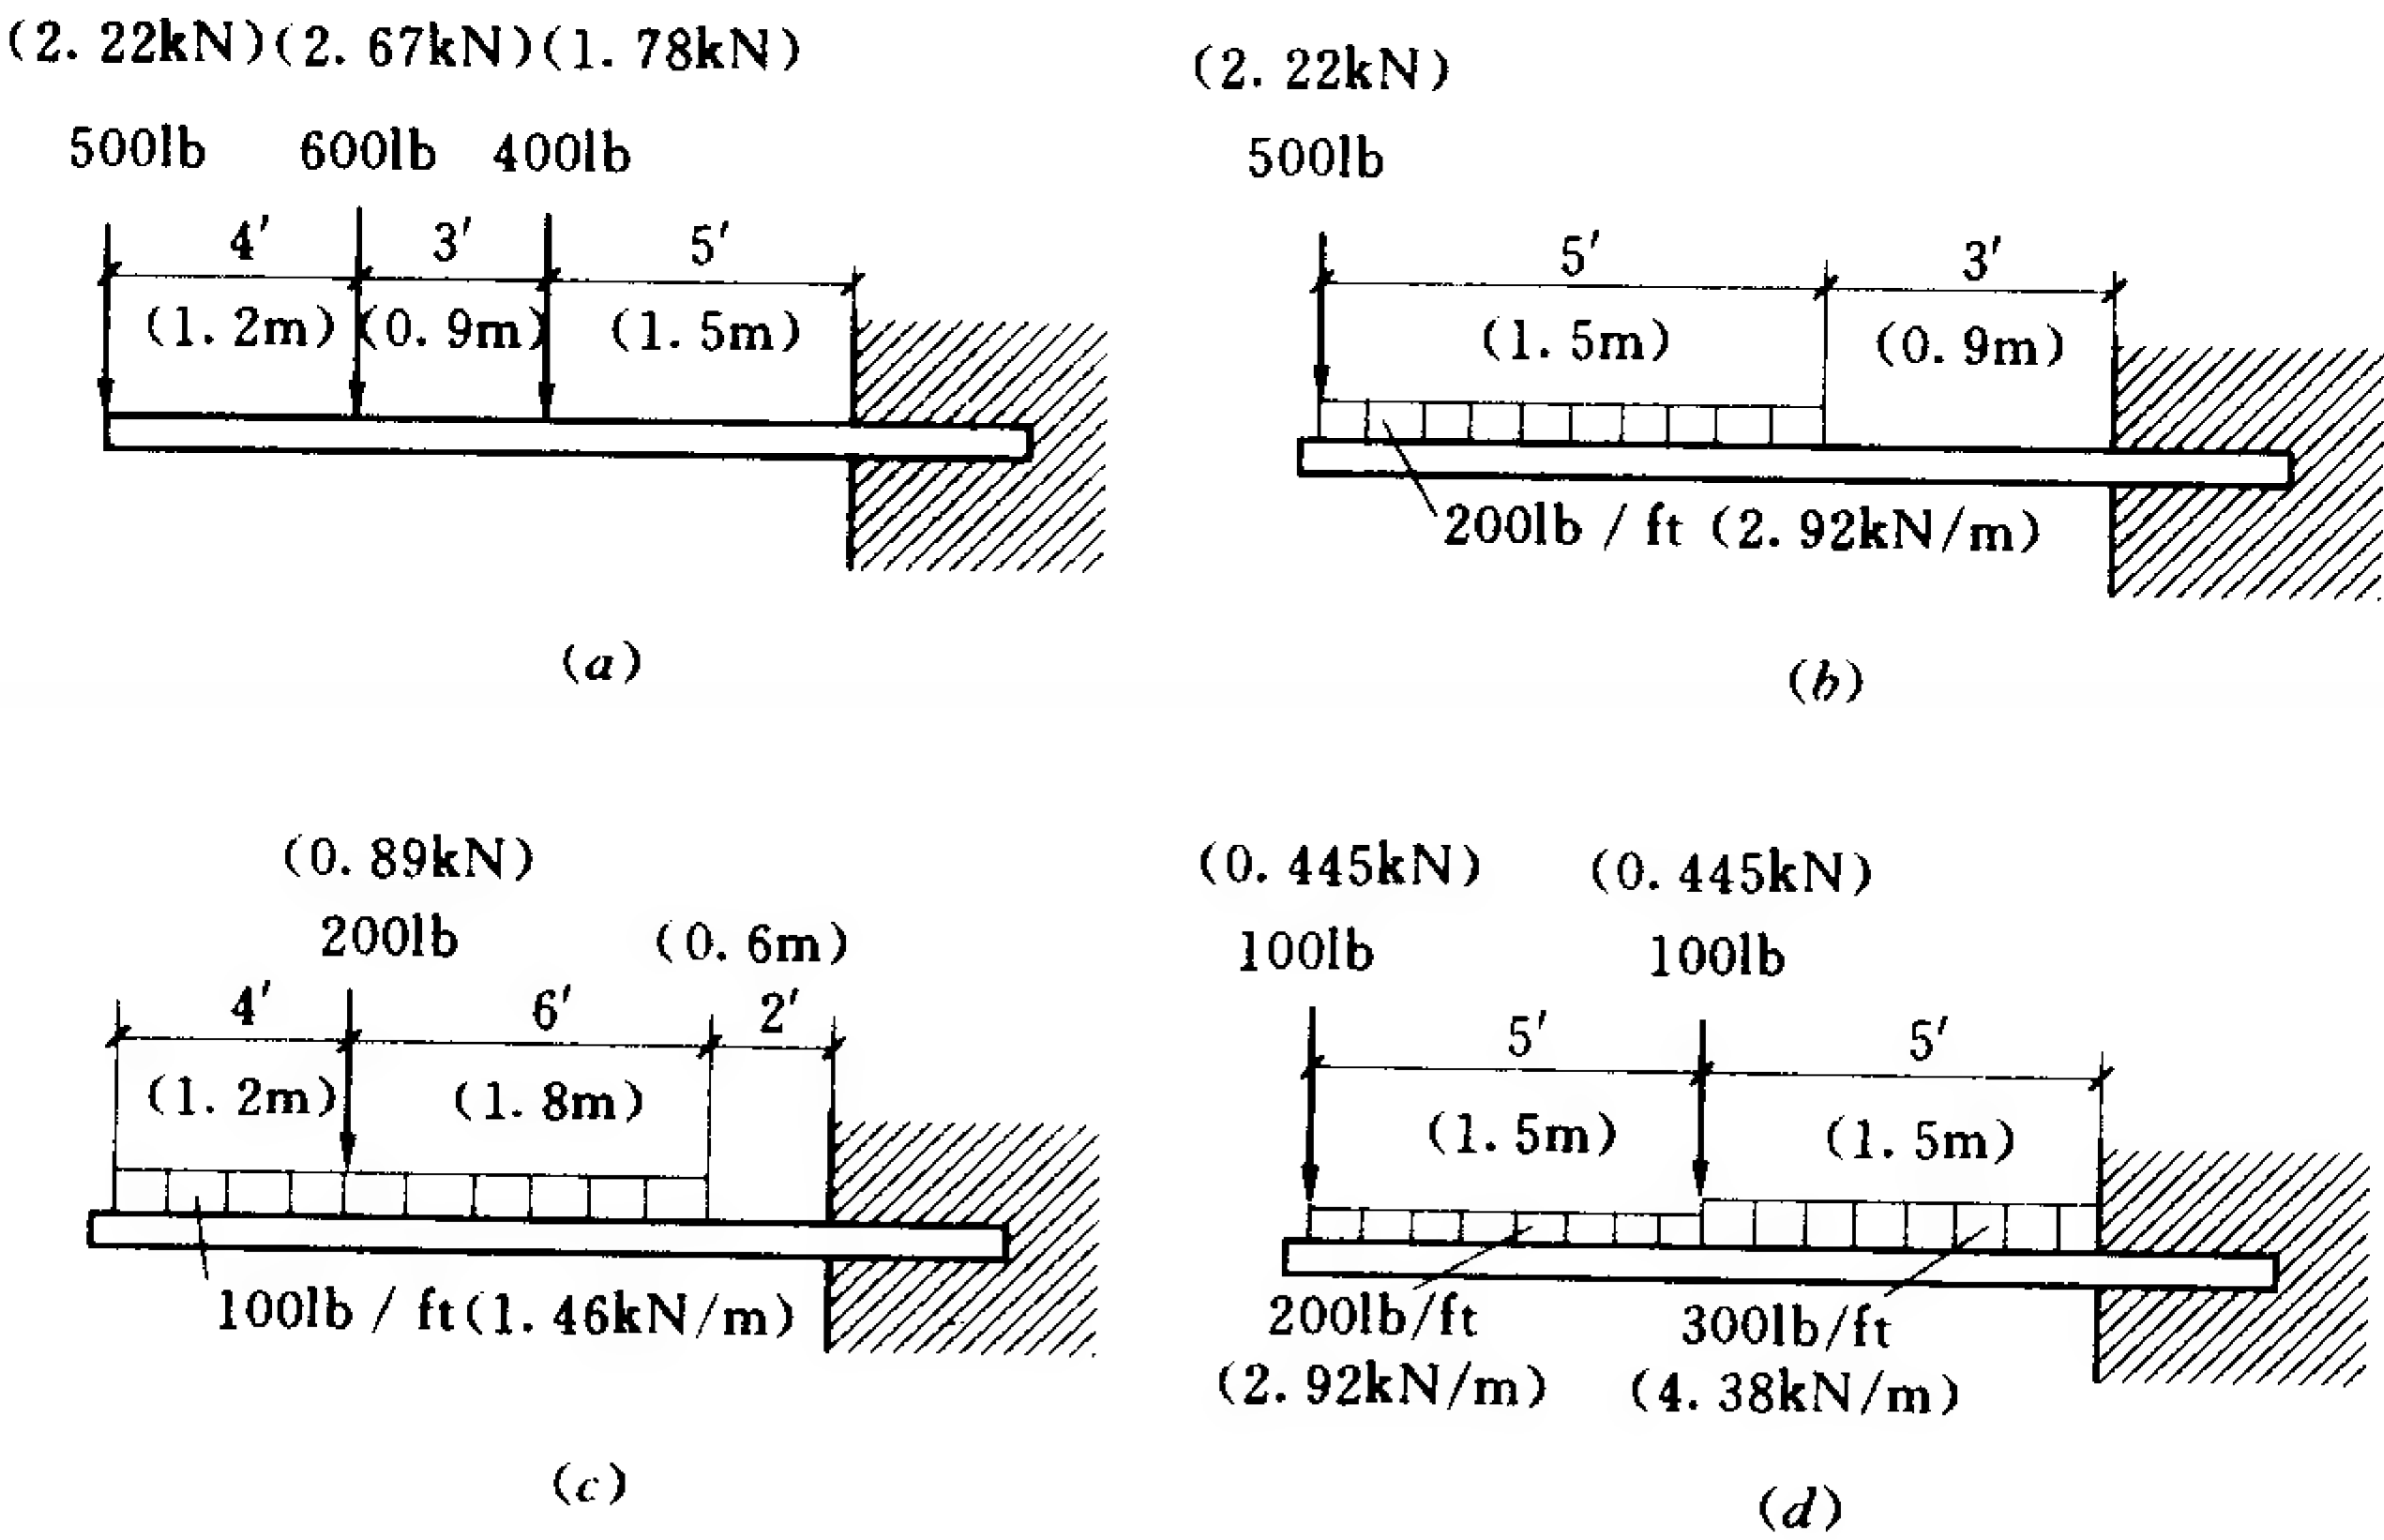 (2. 22kN)(2. 67kN)(1. 78kN)
500lb 600lb 400lb
4′ 3′ 5′
(1. 2m) (0. 9m) (1. 5m)
(a)
(2. 22kN)
500lb
5′ 3′
(1. 5m) (0. 9m)
200lb / ft (2. 92kN/m)
(b)
(0. 89kN)
200lb (0. 6m)
4′ 6′ 2′
(1. 2m) (1. 8m)
100lb / ft(1. 46kN/m)
(c)
(0. 445kN) (0. 445kN)
100lb 100lb
5′ 5′
(1. 5m) (1. 5m)
200lb/ft 300lb/ft
(2. 92kN/m) (4. 38kN/m)
(d)